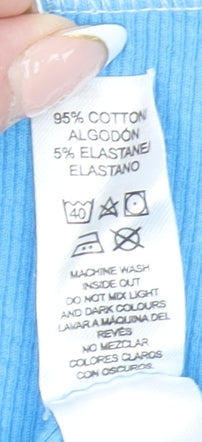 95% COTTON/
ALGODÓN
5% ELASTANE/
ELASTANO
40
MACHINE WASH
INSIDE OUT
DO NOT MIX LIGHT
AND DARK COLOURS
LAVAR A MÁQUINA DEL
REVÉS
NO MEZCLAR
COLORES CLAROS
CON OSCUROS.